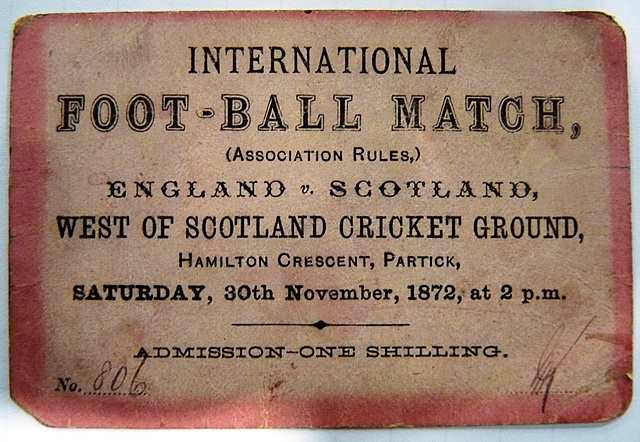 INTERNATIONAL
FOOT-BALL MATCH,
(ASSOCIATION RULES,)
ENGLAND v. SCOTLAND,
WEST OF SCOTLAND CRICKET GROUND,
HAMILTON CRESCENT, PARTICK,
SATURDAY, 30th November, 1872, at 2 p.m.
ADMISSION—ONE SHILLING.
No. 806